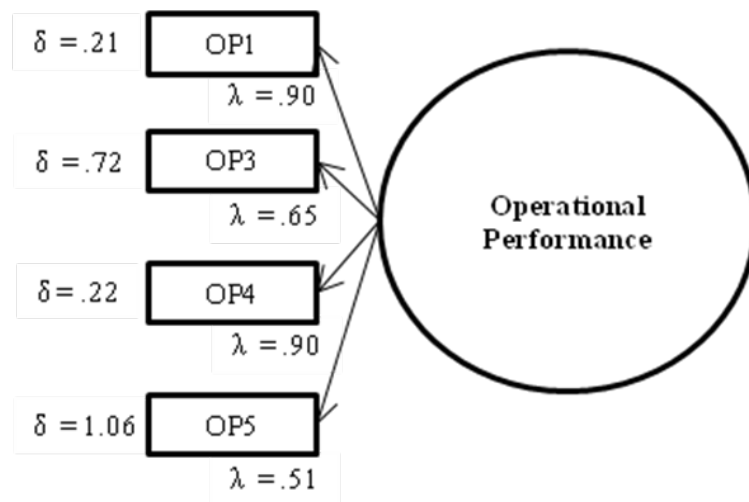 δ =.21
OP1
λ =.90
δ =.72
OP3
λ =.65
Operational
Performance
δ=.22
OP4
λ =.90
δ =1.06
OP5
λ =.51